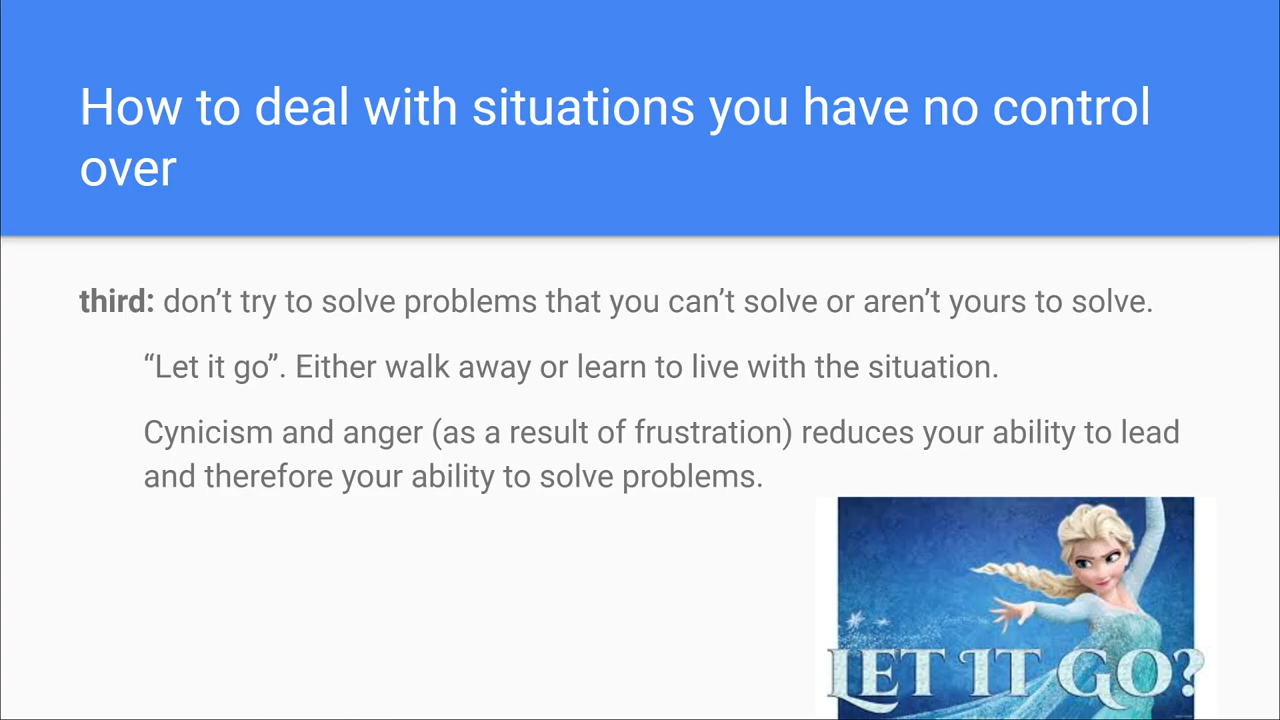 How to deal with situations you have no control
over
third: don’t try to solve problems that you can’t solve or aren’t yours to solve.
“Let it go”. Either walk away or learn to live with the situation.
Cynicism and anger (as a result of frustration) reduces your ability to lead
and therefore your ability to solve problems.
LET IT GO?